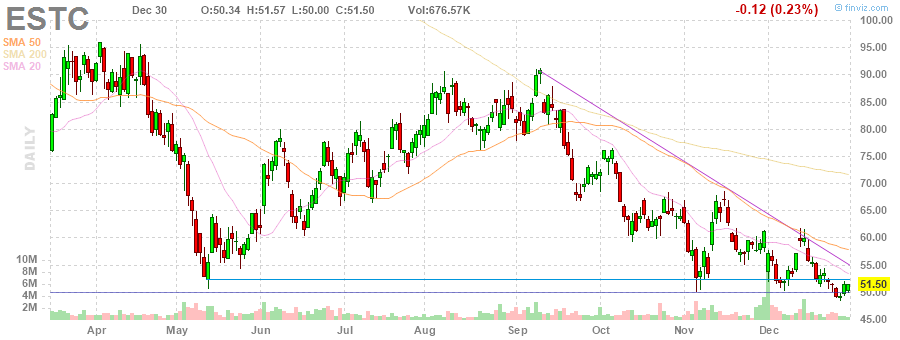 ESTC Dec 30 O:50.34 H:51.57 L:50.00 C:51.50 Vol:676.57K -0.12 (0.23%) © finviz.com
SMA 50
SMA 200
SMA 20
DAILY
100.00
95.00
90.00
85.00
80.00
75.00
70.00
65.00
60.00
55.00
51.50
50.00
45.00
10M
8M
6M
4M
2M
Apr May Jun Jul Aug Sep Oct Nov Dec